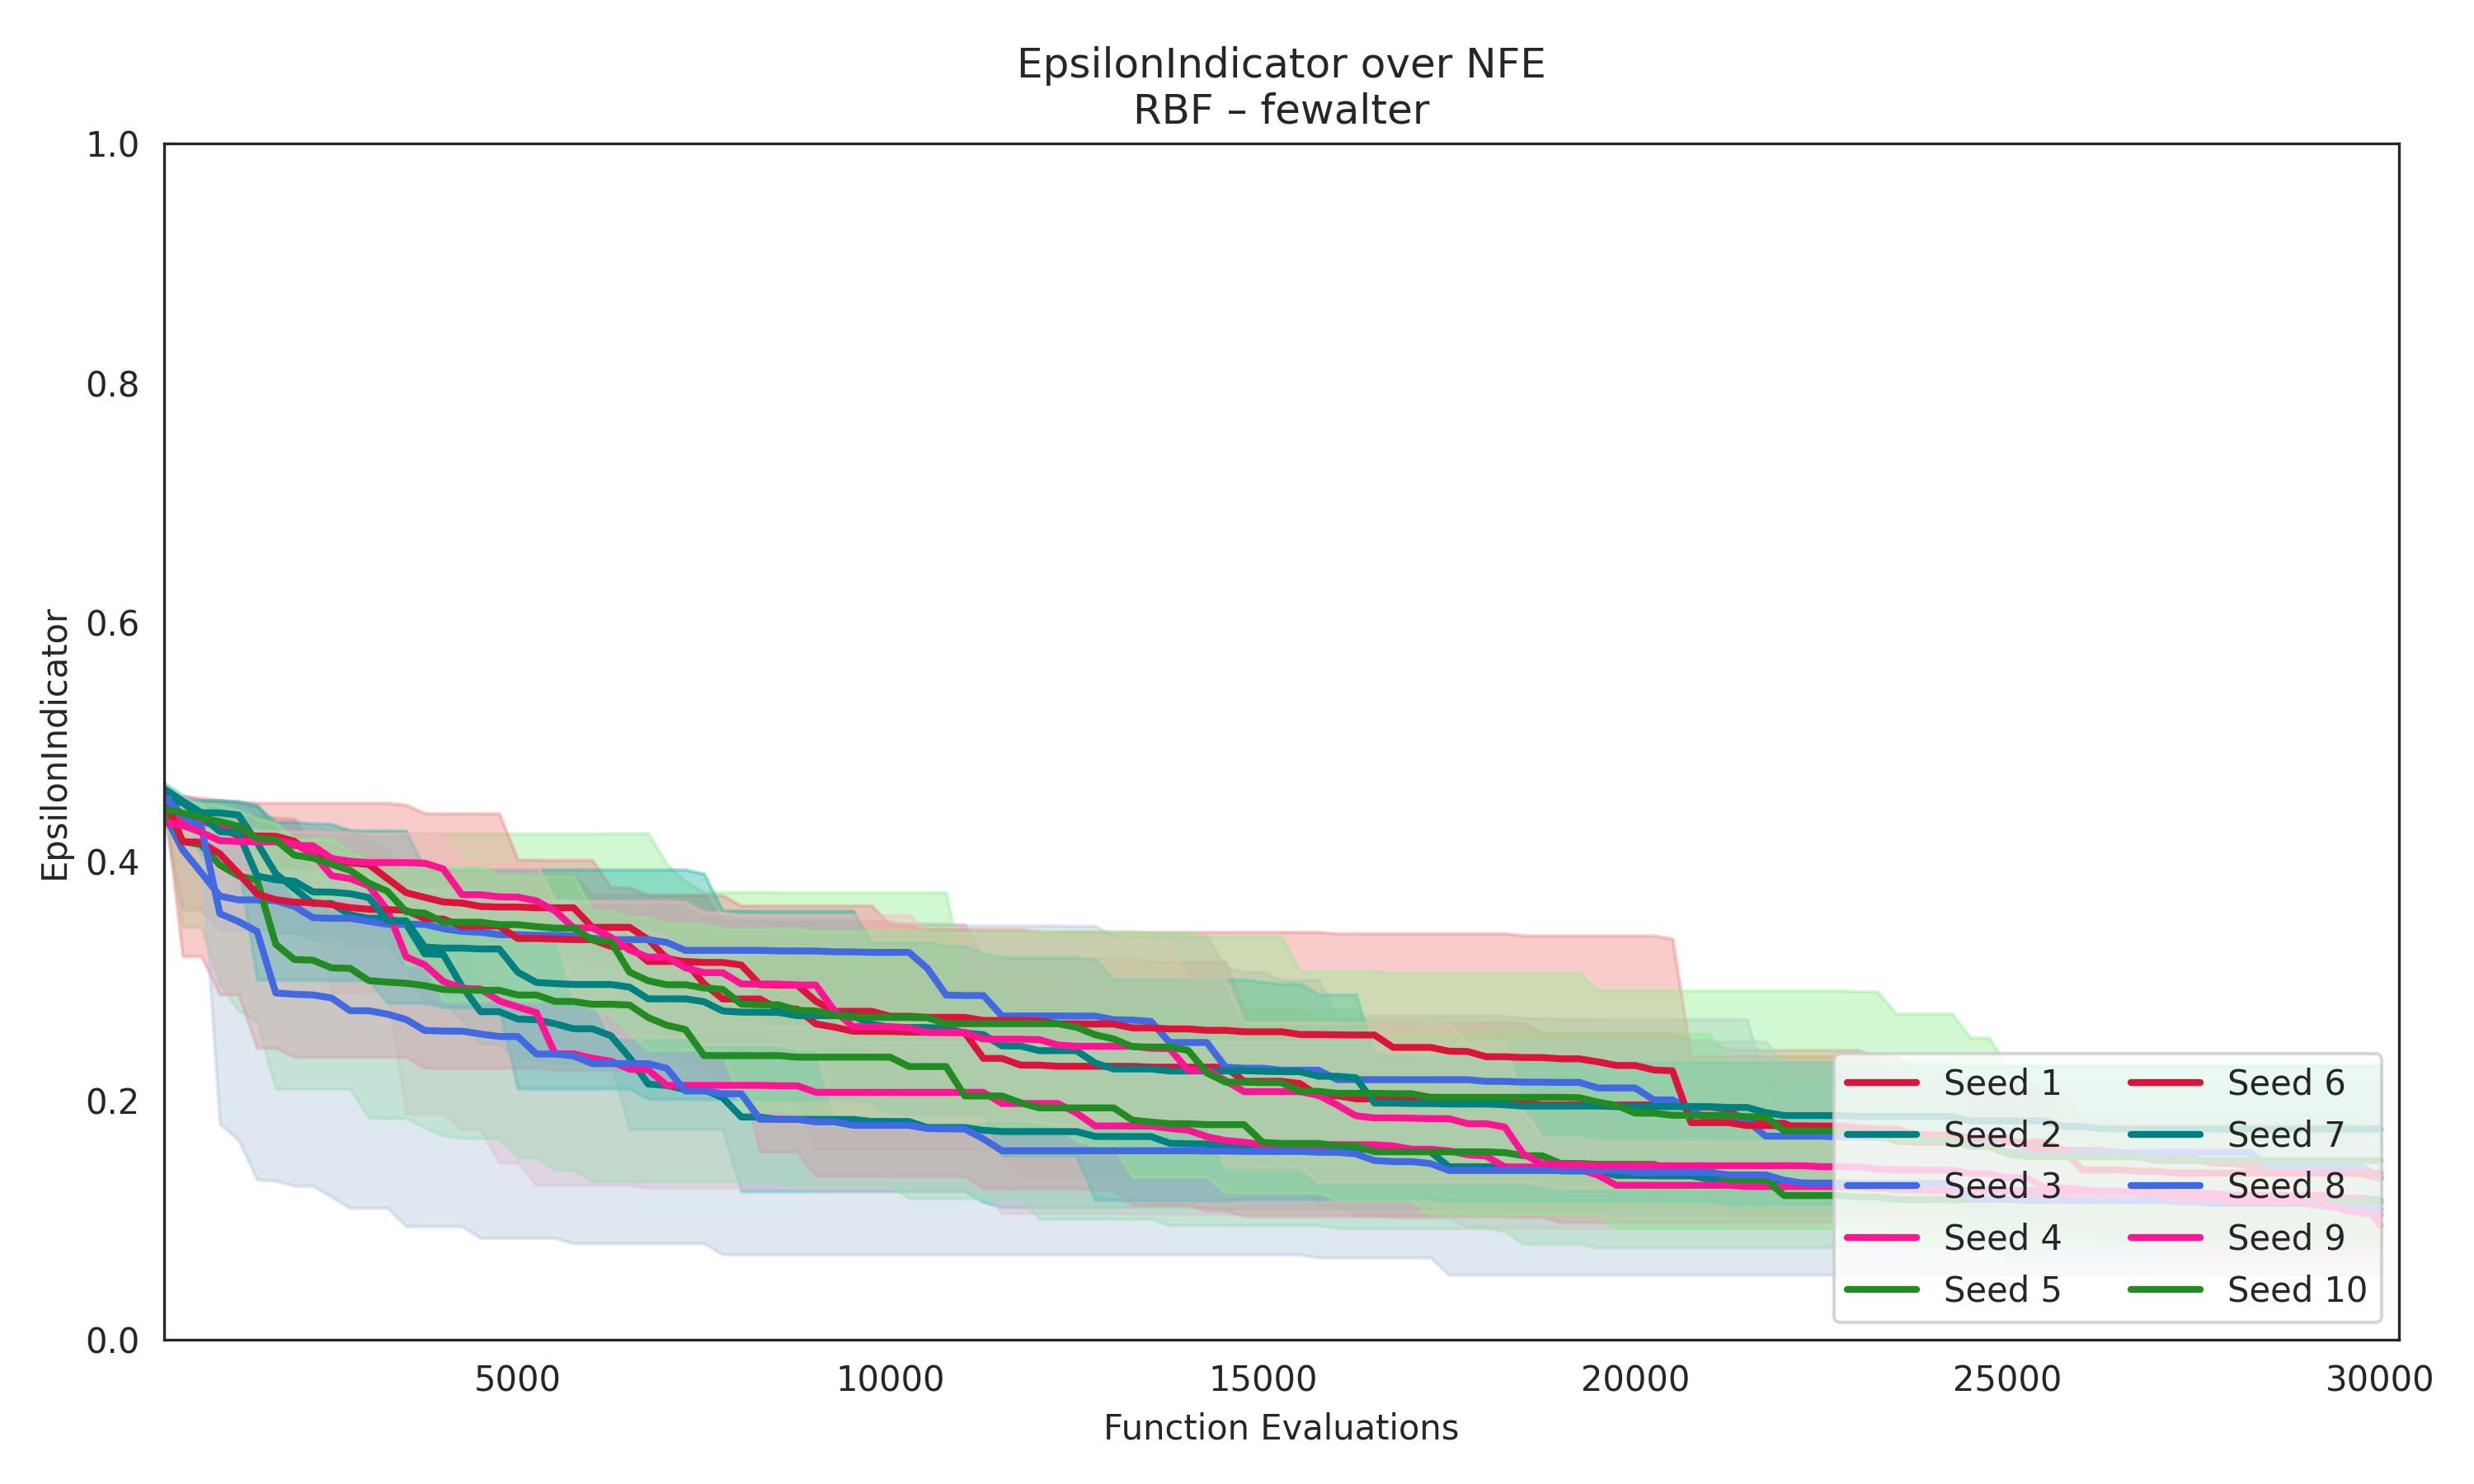 EpsilonIndicator over NFE
RBF – fewalter
1.0
0.8
0.6
0.4
0.2
0.0
EpsilonIndicator
5000
10000
15000
20000
25000
30000
Function Evaluations
Seed 1
Seed 2
Seed 3
Seed 4
Seed 5
Seed 6
Seed 7
Seed 8
Seed 9
Seed 10